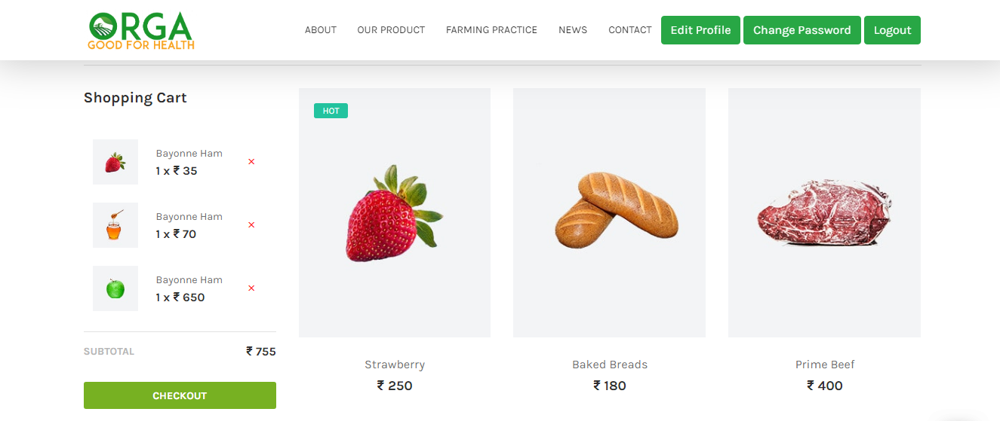 ORGA
GOOD FOR HEALTH
ABOUT OUR PRODUCT FARMING PRACTICE NEWS CONTACT Edit Profile Change Password Logout
Shopping Cart
Bayonne Ham
1 x ₹ 35 ×
Bayonne Ham
1 x ₹ 70 ×
Bayonne Ham
1 x ₹ 650 ×
SUBTOTAL ₹ 755
CHECKOUT
HOT
Strawberry
₹ 250
Baked Breads
₹ 180
Prime Beef
₹ 400